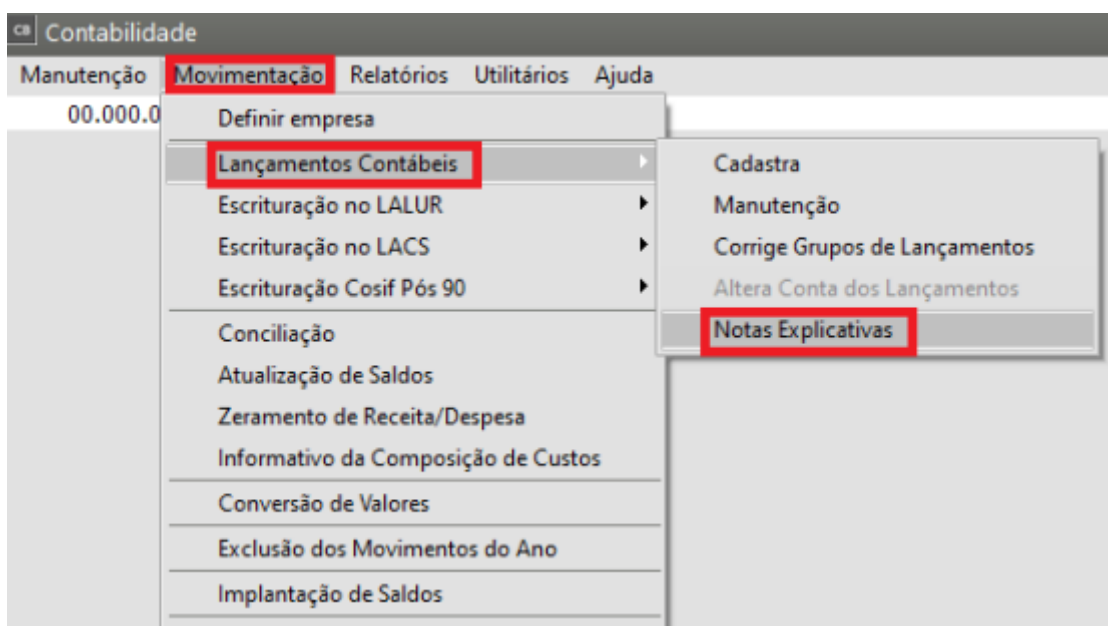 CB Contabilidade
Manutenção Movimentação Relatórios Utilitários Ajuda
00.000.0
Definir empresa
Lançamentos Contábeis
Escrituração no LALUR
Escrituração no LACS
Escrituração Cosif Pós 90
Conciliação
Atualização de Saldos
Zeramento de Receita/Despesa
Informativo da Composição de Custos
Conversão de Valores
Exclusão dos Movimentos do Ano
Implantação de Saldos
Cadastra
Manutenção
Corrige Grupos de Lançamentos
Altera Conta dos Lançamentos
Notas Explicativas